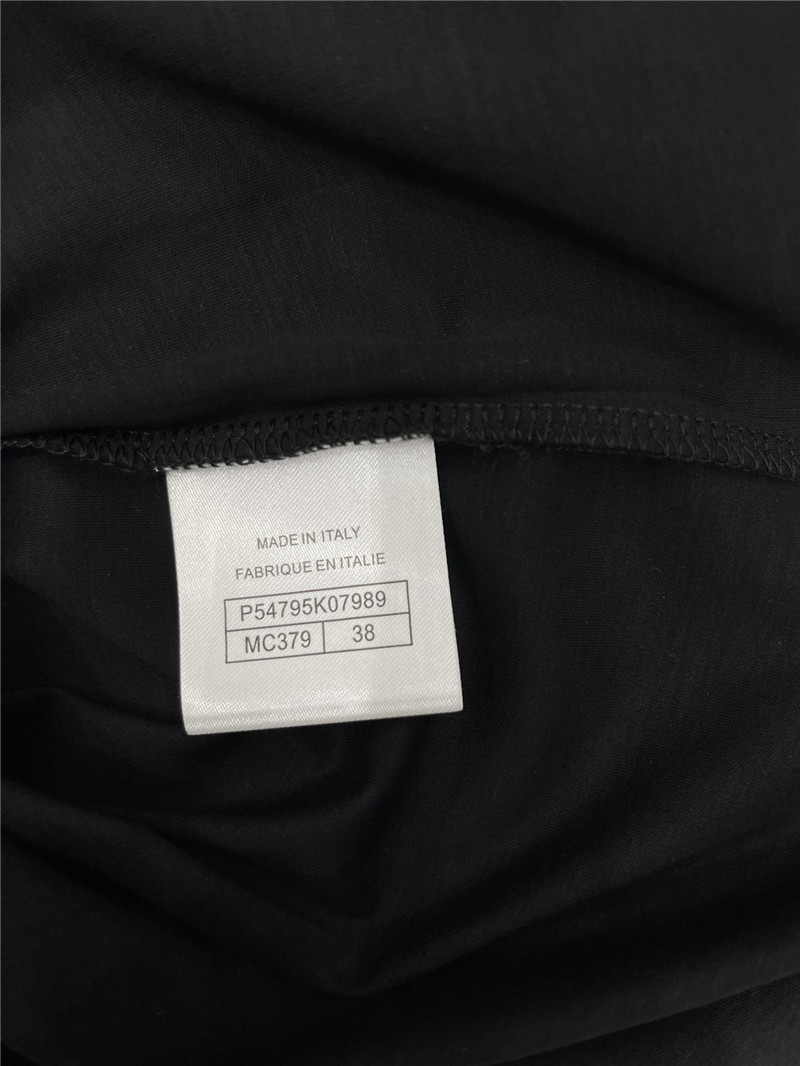 MADE IN ITALY
FABRIQUE EN ITALIE
P54795K07989
MC379 38